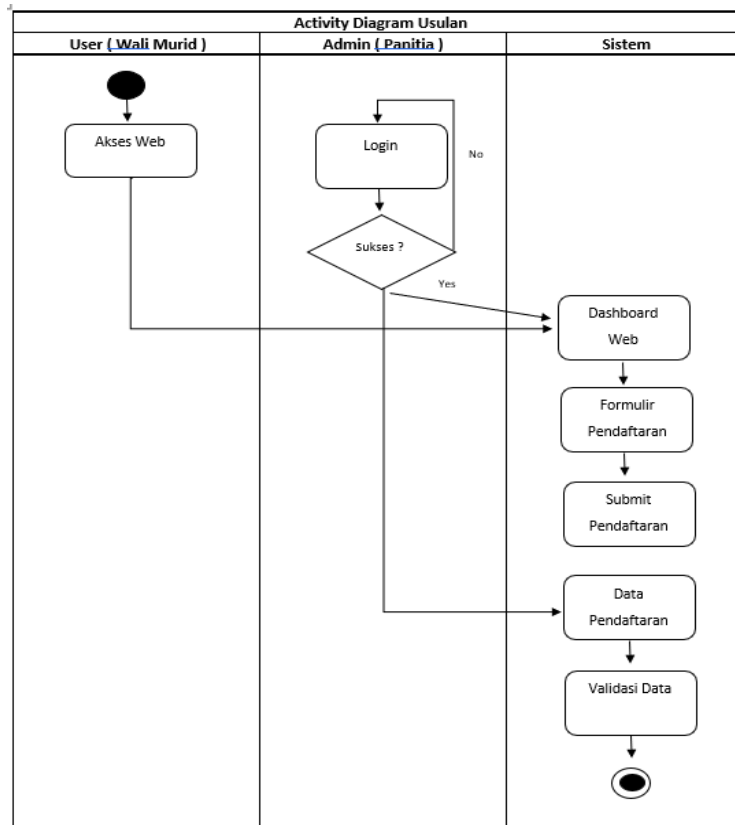 Activity Diagram Usulan
User ( Wali Murid )
Admin ( Panitia )
Sistem
Akses Web
Login
No
Sukses ?
Yes
Dashboard
Web
Formulir
Pendaftaran
Submit
Pendaftaran
Data
Pendaftaran
Validasi Data